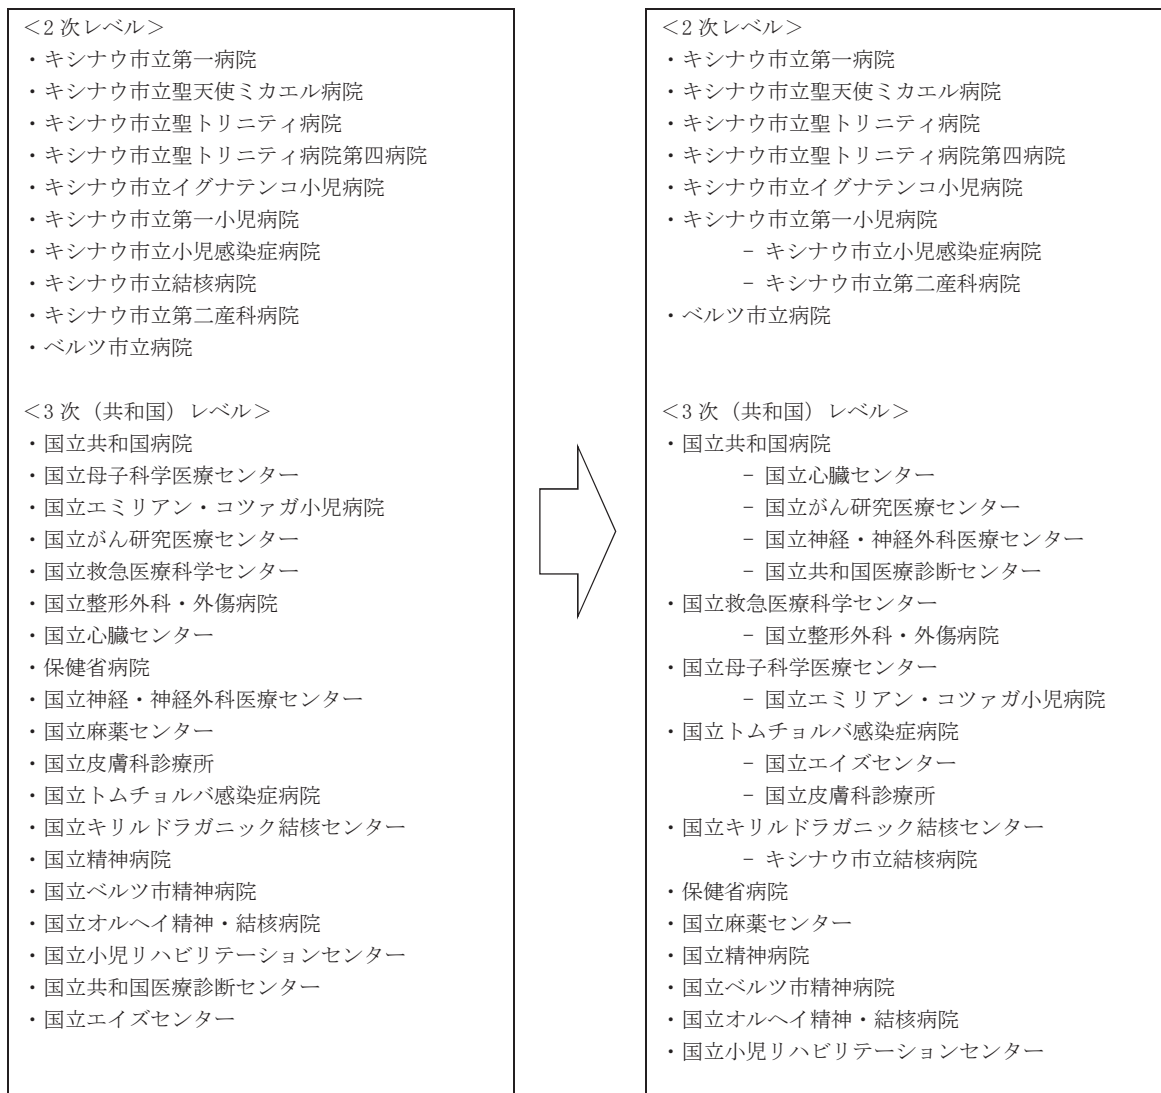 ＜2 次レベル＞
・キシナウ市立第一病院
・キシナウ市立聖天使ミカエル病院
・キシナウ市立聖トリニティ病院
・キシナウ市立聖トリニティ病院第四病院
・キシナウ市立イグナテンコ小児病院
・キシナウ市立第一小児病院
・キシナウ市立小児感染症病院
・キシナウ市立結核病院
・キシナウ市立第二産科病院
・ベルツ市立病院
＜3 次（共和国）レベル＞
・国立共和国病院
・国立母子科学医療センター
・国立エミリアン・コツァガ小児病院
・国立がん研究医療センター
・国立救急医療科学センター
・国立整形外科・外傷病院
・国立心臓センター
・保健省病院
・国立神経・神経外科医療センター
・国立麻薬センター
・国立皮膚科診療所
・国立トムチョルバ感染症病院
・国立キリルドラガニック結核センター
・国立精神病院
・国立ベルツ市精神病院
・国立オルヘイ精神・結核病院
・国立小児リハビリテーションセンター
・国立共和国医療診断センター
・国立エイズセンター
＜2 次レベル＞
・キシナウ市立第一病院
・キシナウ市立聖天使ミカエル病院
・キシナウ市立聖トリニティ病院
・キシナウ市立聖トリニティ病院第四病院
・キシナウ市立イグナテンコ小児病院
・キシナウ市立第一小児病院
－ キシナウ市立小児感染症病院
－ キシナウ市立第二産科病院
・ベルツ市立病院
＜3 次（共和国）レベル＞
・国立共和国病院
－ 国立心臓センター
－ 国立がん研究医療センター
－ 国立神経・神経外科医療センター
－ 国立共和国医療診断センター
・国立救急医療科学センター
－ 国立整形外科・外傷病院
・国立母子科学医療センター
－ 国立エミリアン・コツァガ小児病院
・国立トムチョルバ感染症病院
－ 国立エイズセンター
－ 国立皮膚科診療所
・国立キリルドラガニック結核センター
－ キシナウ市立結核病院
・保健省病院
・国立麻薬センター
・国立精神病院
・国立ベルツ市精神病院
・国立オルヘイ精神・結核病院
・国立小児リハビリテーションセンター